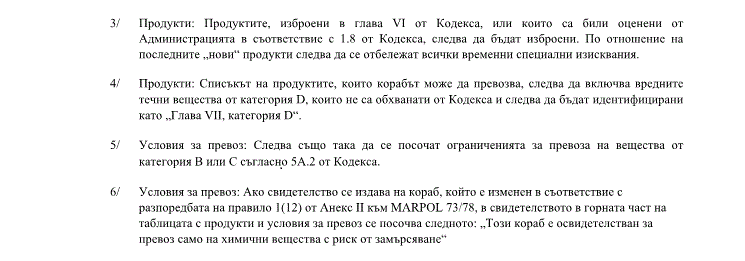 3/ Продукти: Продуктите, изброени в глава VI от Кодекса, или които са били оценени от
Администрацията в съответствие с 1.8 от Кодекса, следва да бъдат изброени. По отношение на
последните „нови“ продукти следва да се отбележат всички временни специални изисквания.
4/ Продукти: Списъкът на продуктите, които корабът може да превозва, следва да включва вредните
течни вещества от категория D, които не са обхванати от Кодекса и следва да бъдат идентифицирани
като „Глава VII, категория D“.
5/ Условия за превоз: Следва също така да се посочат ограниченията за превоза на вещества от
категория B или C съгласно 5A.2 от Кодекса.
6/ Условия за превоз: Ако свидетелство се издава на кораб, който е изменен в съответствие с
разпоредбата на правило 1(12) от Анекс II към MARPOL 73/78, в свидетелството в горната част на
таблицата с продукти и условия за превоз се посочва следното: „Този кораб е освидетелстван за
превоз само на химични вещества с риск от замърсяване“